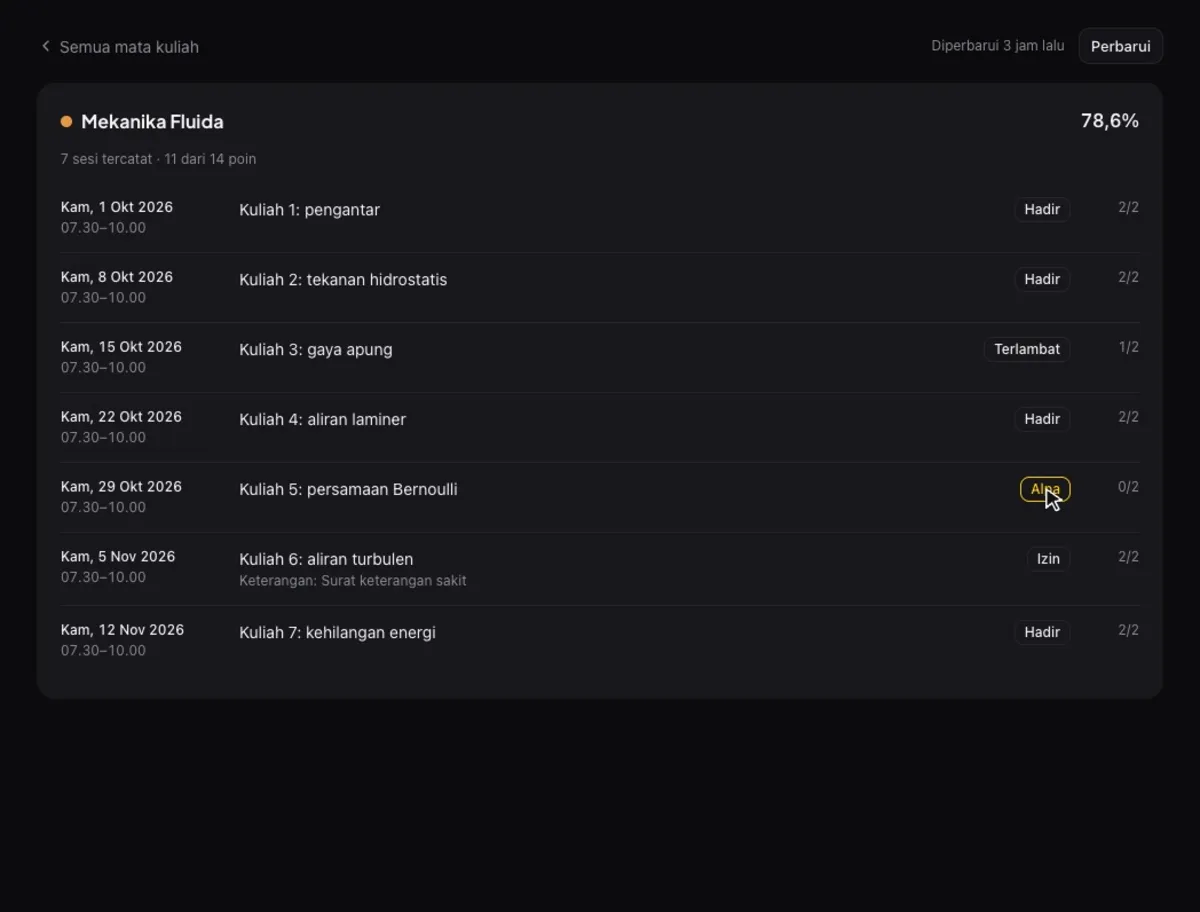 Semua mata kuliah
Diperbarui 3 jam lalu
Perbarui
Mekanika Fluida
78,6%
7 sesi tercatat · 11 dari 14 poin
Kam, 1 Okt 2026
07.30–10.00
Kuliah 1: pengantar
Hadir
2/2
Kam, 8 Okt 2026
07.30–10.00
Kuliah 2: tekanan hidrostatis
Hadir
2/2
Kam, 15 Okt 2026
07.30–10.00
Kuliah 3: gaya apung
Terlambat
1/2
Kam, 22 Okt 2026
07.30–10.00
Kuliah 4: aliran laminer
Hadir
2/2
Kam, 29 Okt 2026
07.30–10.00
Kuliah 5: persamaan Bernoulli
Alpa
0/2
Kam, 5 Nov 2026
07.30–10.00
Kuliah 6: aliran turbulen
Keterangan: Surat keterangan sakit
Izin
2/2
Kam, 12 Nov 2026
07.30–10.00
Kuliah 7: kehilangan energi
Hadir
2/2